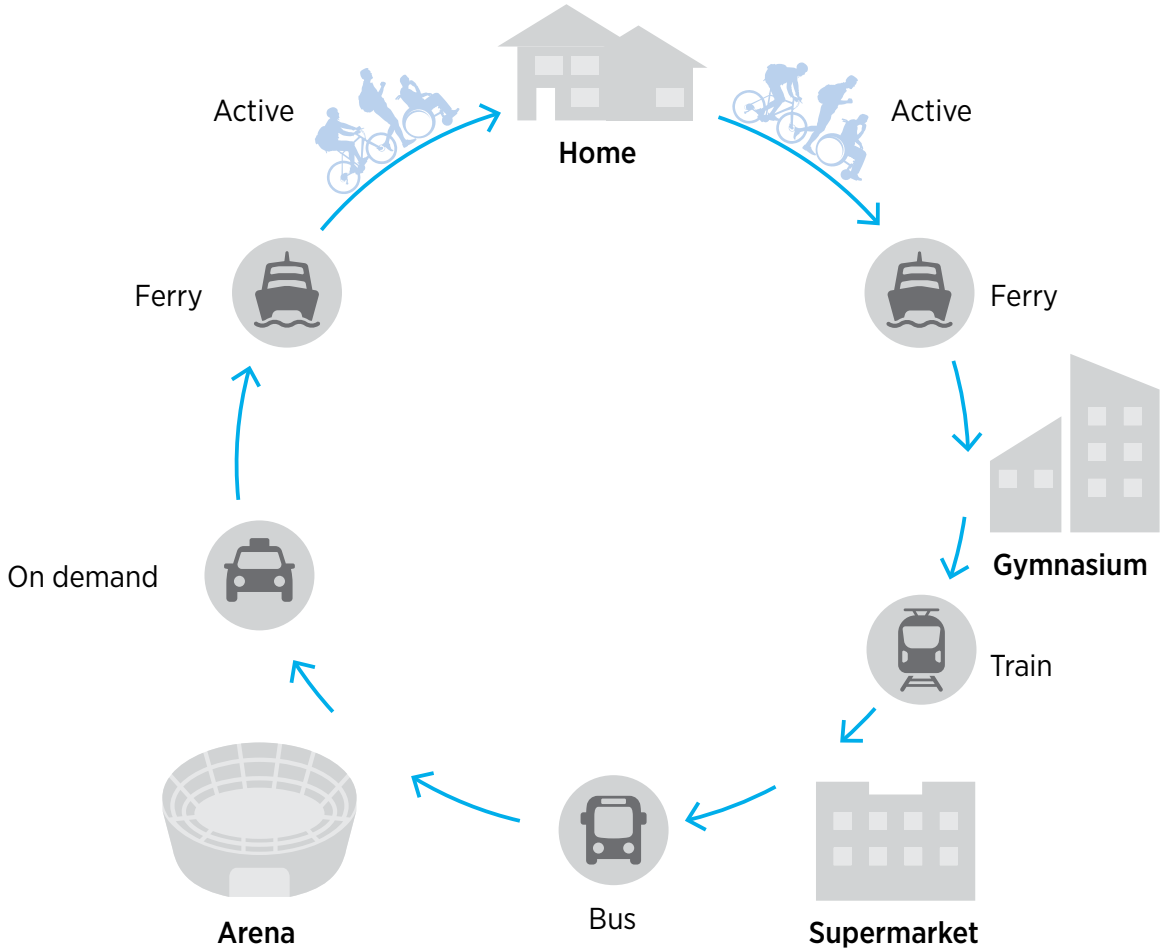 Active
Active
Home
Ferry
Ferry
Gymnasium
On demand
Train
Bus
Arena
Supermarket